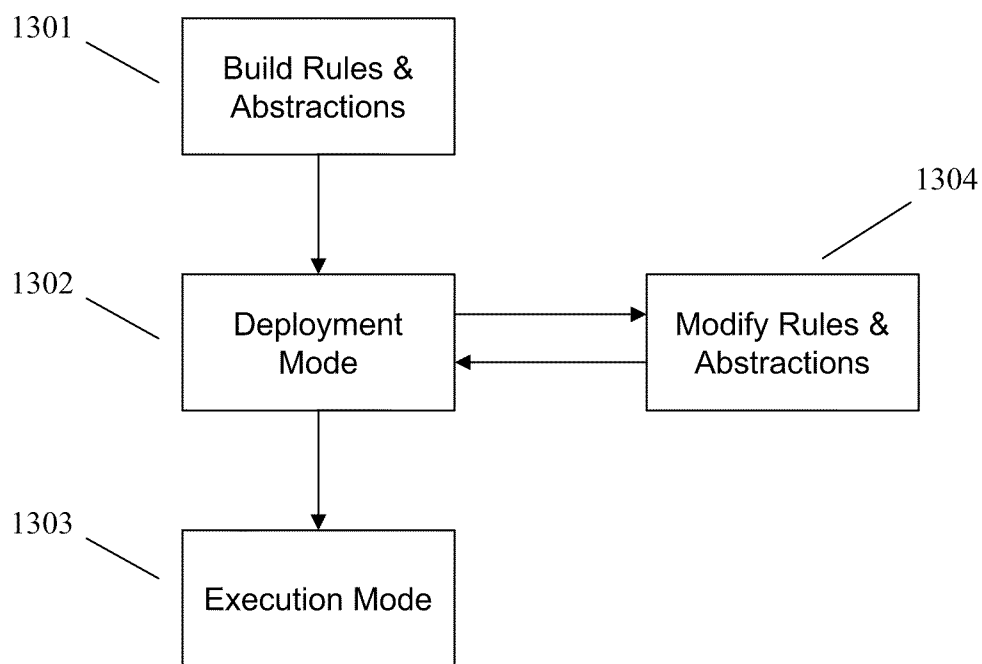 1301
Build Rules &
Abstractions
1304
1302
Deployment
Mode
Modify Rules &
Abstractions
1303
Execution Mode